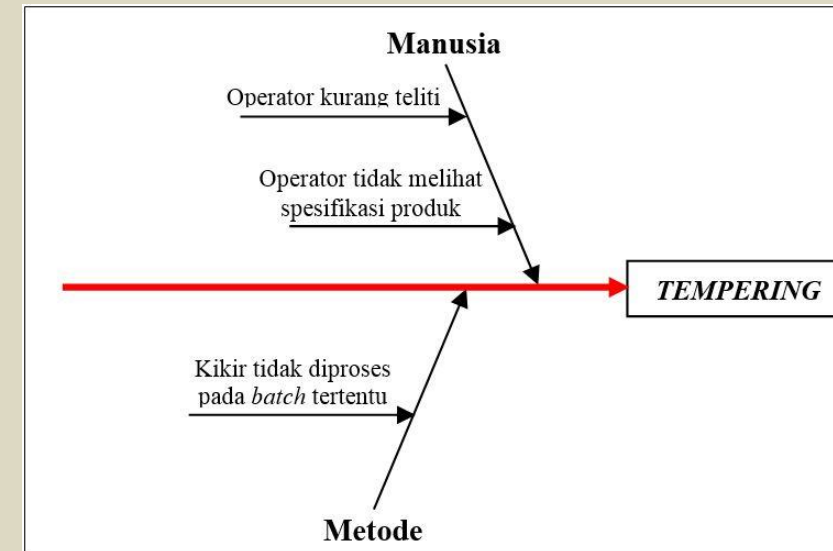 Manusia
Operator kurang teliti
Operator tidak melihat
spesifikasi produk
TEMPERING
Kikir tidak diproses
pada batch tertentu
Metode